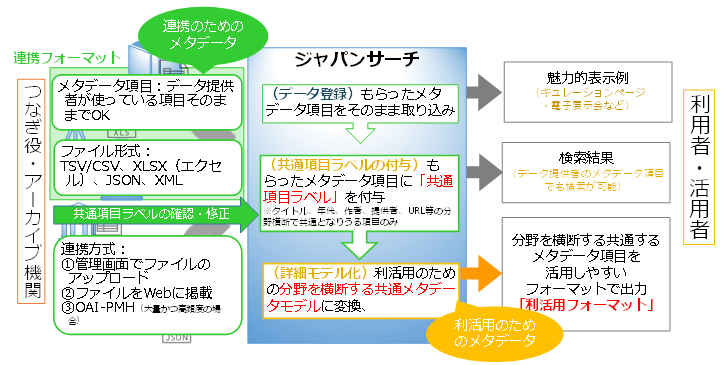 連携のための
メタデータ
連携フォーマット
つなぎ役・アーカイブ機関
メタデータ項目：データ提供
者が使っている項目そのま
までOK
XLS
ファイル形式：
TSV/CSV、XLSX（エクセ
ル）、JSON、XML
共通項目ラベルの確認・修正
連携方式：
①管理画面でファイルの
アップロード
②ファイルをWebに掲載
③OAI-PMH（大量かつ高頻度の場
合）
JSON
ジャパンサーチ
（データ登録）もらったメタ
データ項目をそのまま取り込み
（共通項目ラベルの付与）も
らったメタデータ項目に「共通
項目ラベル」を付与
※タイトル、年代、作者、提供者、URL等の分
野横断で共通となりうる項目のみ
（詳細モデル化）利活用のため
の分野を横断する共通メタデー
タモデルに変換、
利活用のため
のメタデータ
魅力的表示例
（キュレーションページ
・電子展示会など）
検索結果
（データ提供者のメタデータ項目
でも検索が可能）
分野を横断する共通する
メタデータ項目を
活用しやすい
フォーマットで出力
「利活用フォーマット」
利用者・活用者